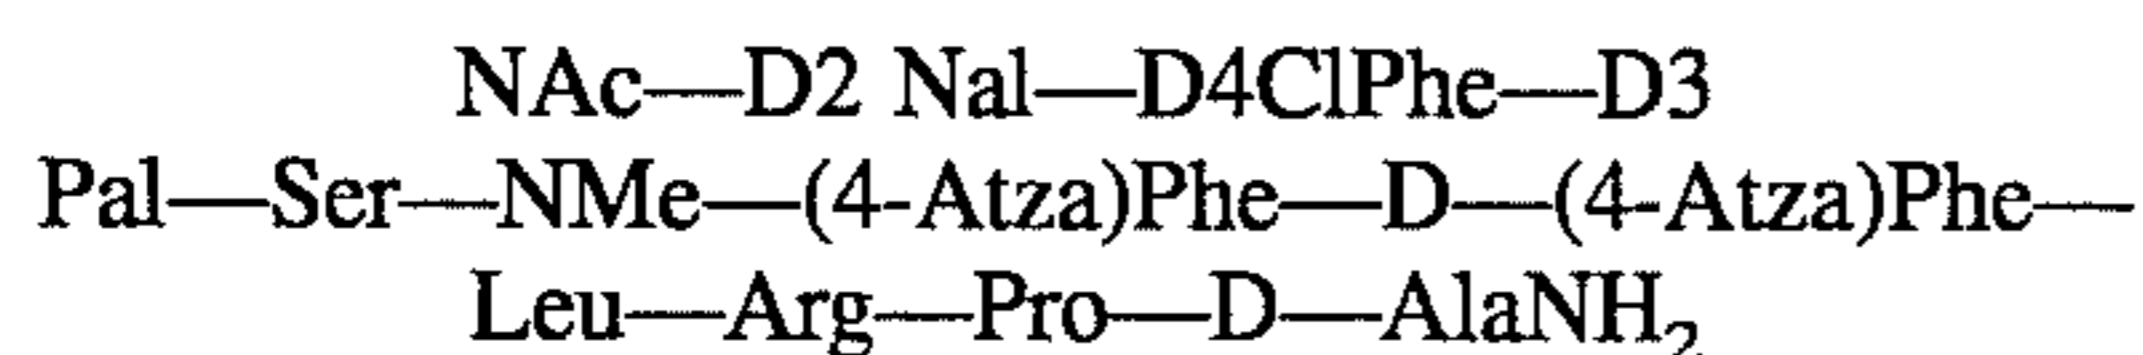 NAc—D2 Nal—D4ClPhe—D3
Pal—Ser—NMe—(4-Atza)Phe—D—(4-Atza)Phe—
Leu—Arg—Pro—D—AlaNH₂